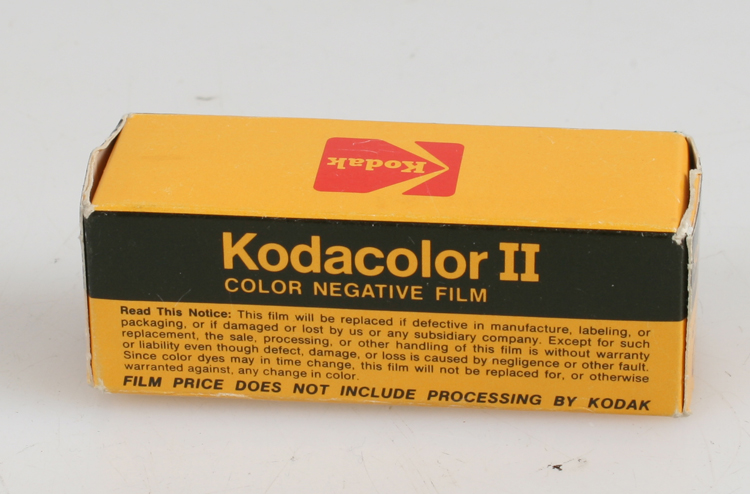 Kodak
Kodacolor II
COLOR NEGATIVE FILM
Read This Notice: This film will be replaced if defective in manufacture, labeling, or
packaging, or if damaged or lost by us or any subsidiary company. Except for such
replacement, the sale, processing, or other handling of this film is without warranty
or liability even though defect, damage, or loss is caused by negligence or other fault.
Since color dyes may in time change, this film will not be replaced for, or otherwise
warranted against, any change in color.
FILM PRICE DOES NOT INCLUDE PROCESSING BY KODAK